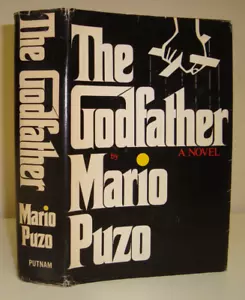 The Godfather
Mario
Puzo
PUTNAM
The
Godfather
by
Mario
A NOVEL
Puzo